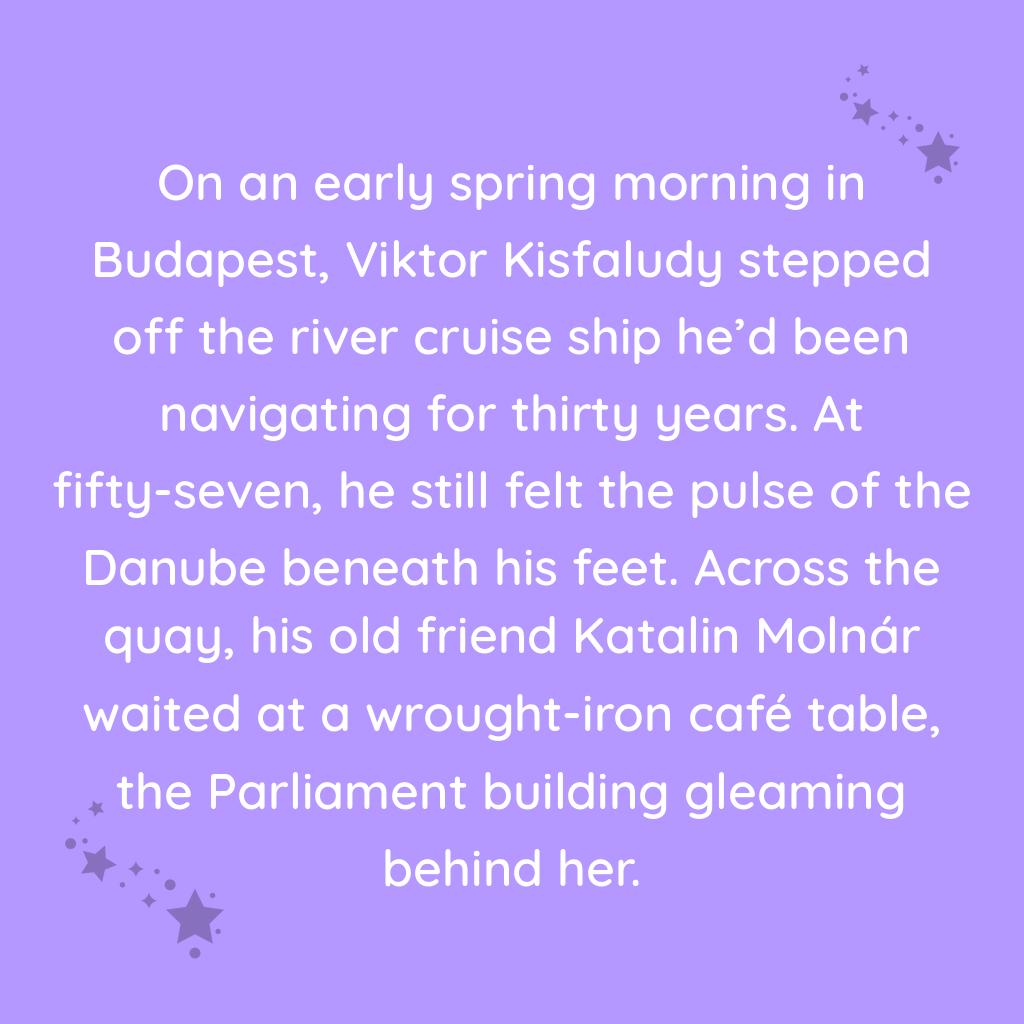 On an early spring morning in
Budapest, Viktor Kisfaludy stepped
off the river cruise ship he’d been
navigating for thirty years. At
fifty-seven, he still felt the pulse of the
Danube beneath his feet. Across the
quay, his old friend Katalin Molnár
waited at a wrought-iron café table,
the Parliament building gleaming
behind her.